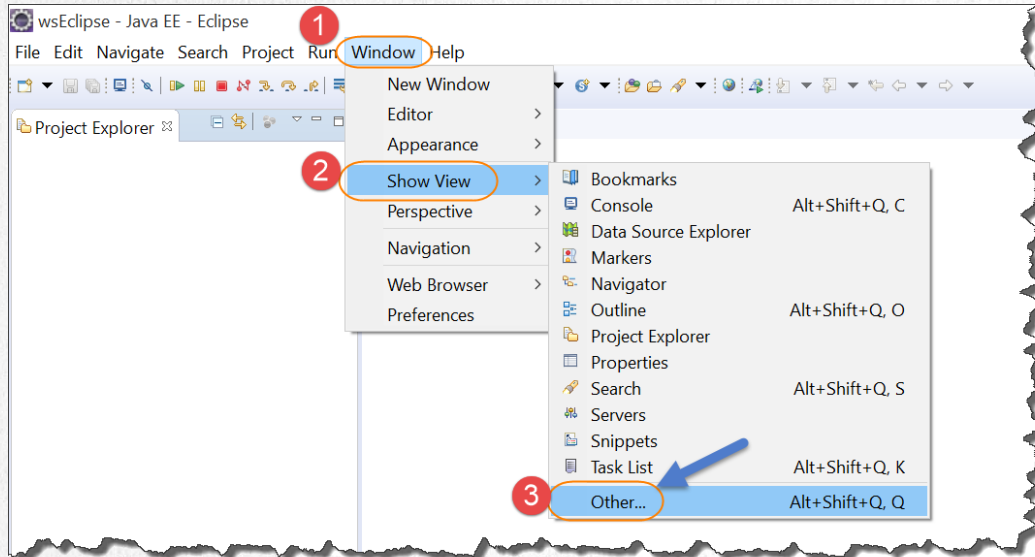 wsEclipse - Java EE - Eclipse
1
File Edit Navigate Search Project Run Window Help
New Window
Editor
Project Explorer
Appearance
2
Show View
Perspective
Navigation
Web Browser
Preferences
Bookmarks
Console Alt+Shift+Q, C
Data Source Explorer
Markers
Navigator
Outline Alt+Shift+Q, O
Project Explorer
Properties
Search Alt+Shift+Q, S
Servers
Snippets
Task List Alt+Shift+Q, K
3 Other... Alt+Shift+Q, Q